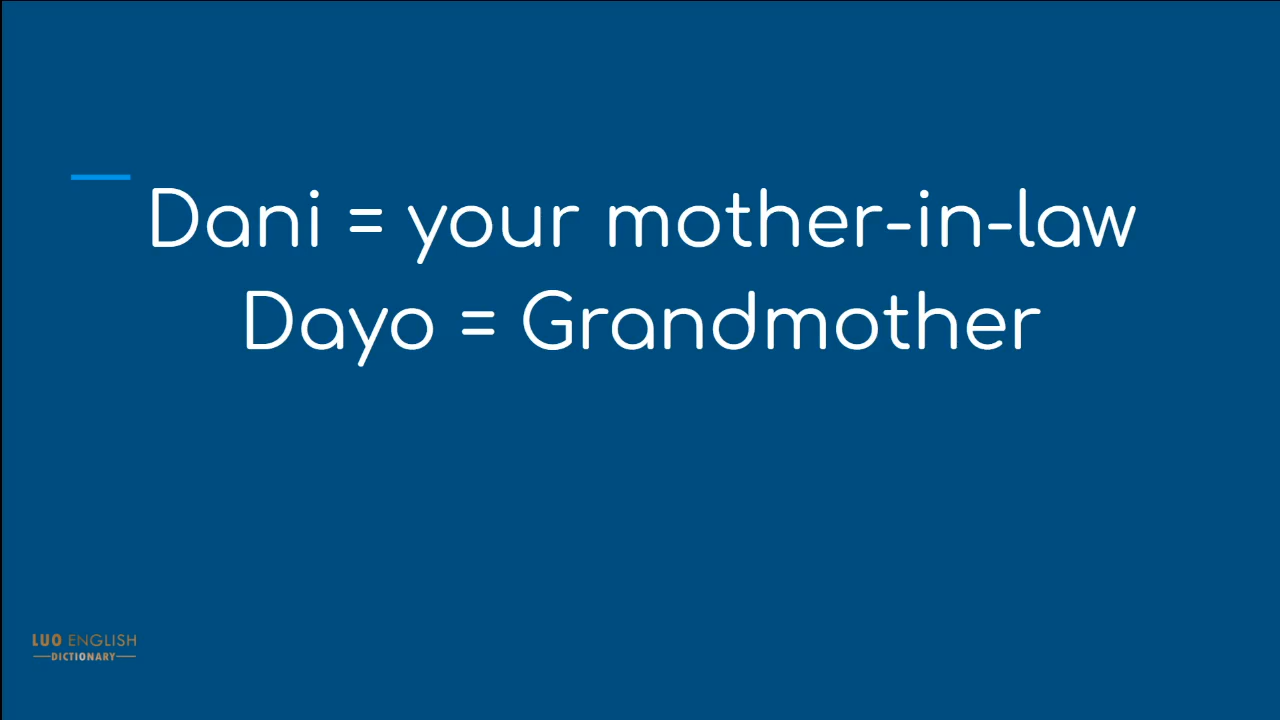 Dani = your mother-in-law
Dayo = Grandmother
LUO ENGLISH
DICTIONARY